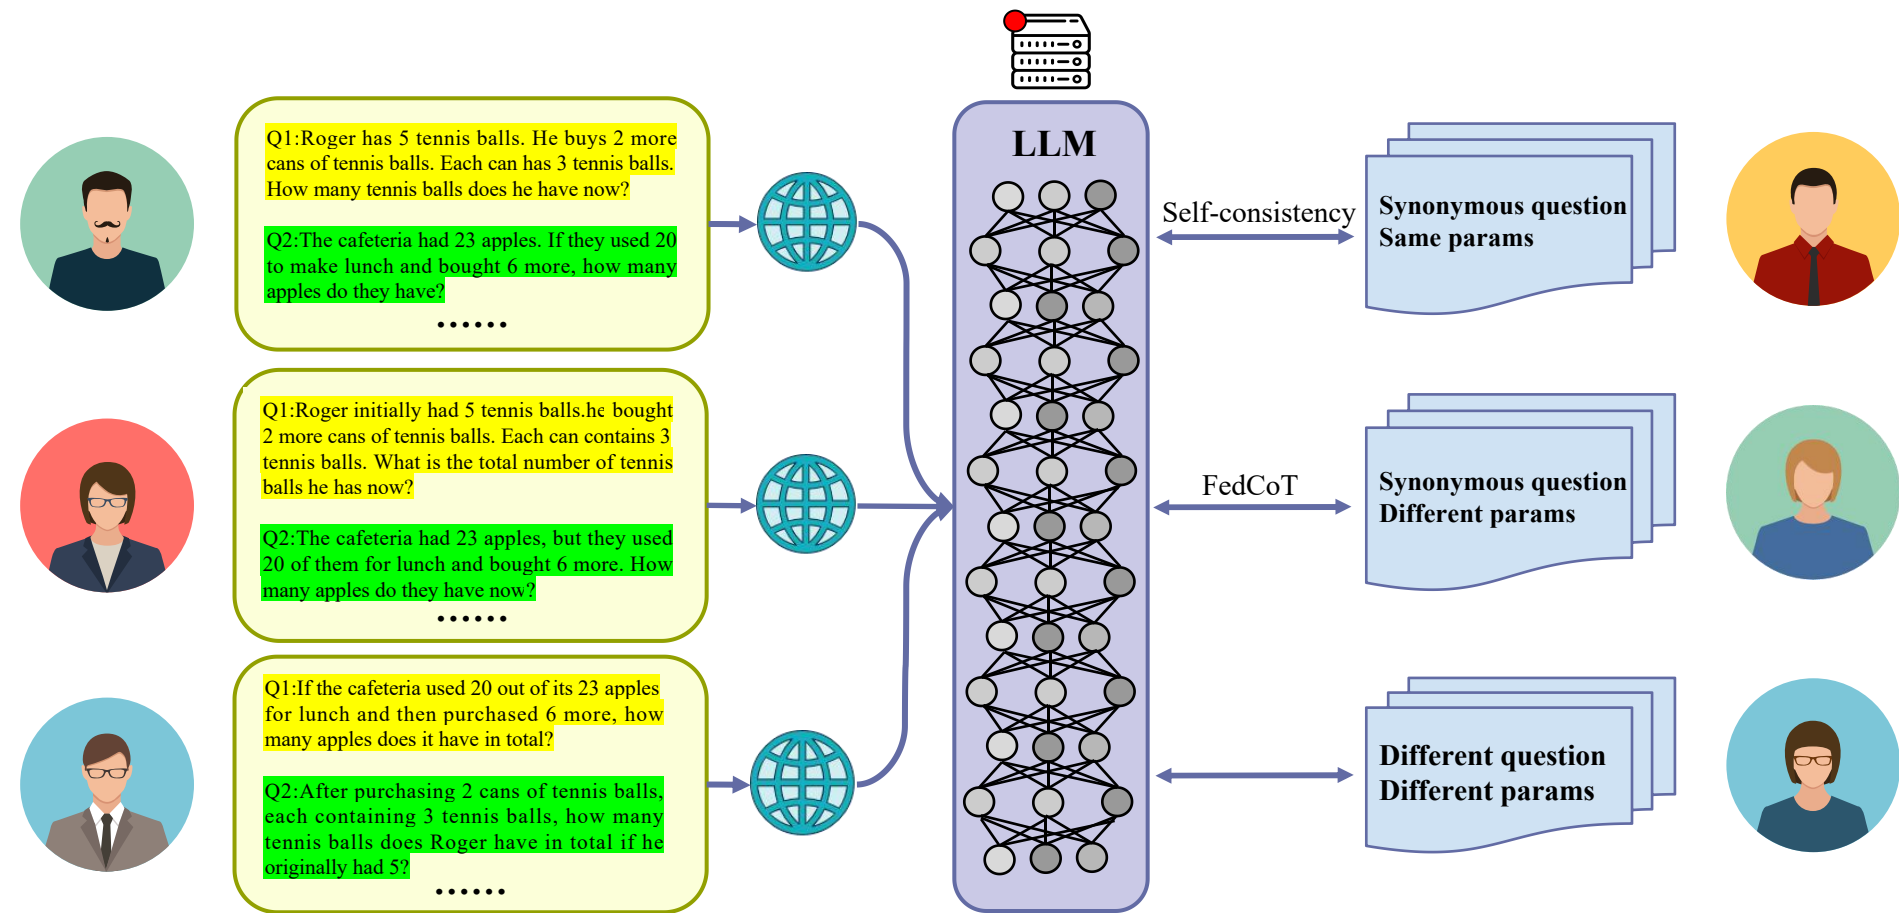 Q1:Roger has 5 tennis balls. He buys 2 more
cans of tennis balls. Each can has 3 tennis balls.
How many tennis balls does he have now?
Q2:The cafeteria had 23 apples. If they used 20
to make lunch and bought 6 more, how many
apples do they have?
......
Q1:Roger initially had 5 tennis balls.he bought
2 more cans of tennis balls. Each can contains 3
tennis balls. What is the total number of tennis
balls he has now?
Q2:The cafeteria had 23 apples, but they used
20 of them for lunch and bought 6 more. How
many apples do they have now?
......
Q1:If the cafeteria used 20 out of its 23 apples
for lunch and then purchased 6 more, how
many apples does it have in total?
Q2:After purchasing 2 cans of tennis balls,
each containing 3 tennis balls, how many
tennis balls does Roger have in total if he
originally had 5?
......
LLM
Self-consistency
Synonymous question
Same params
FedCoT
Synonymous question
Different params
Different question
Different params